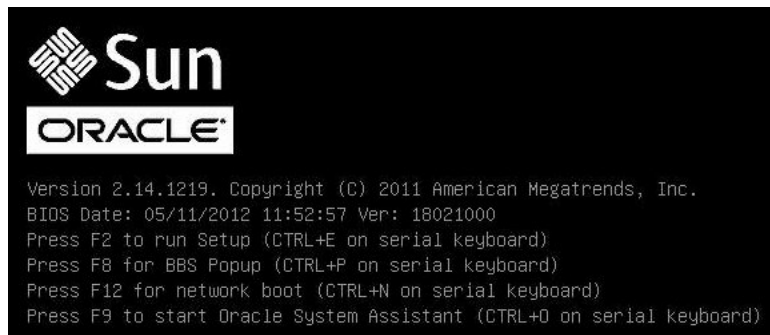 Sun
ORACLE
Version 2.14.1219. Copyright (C) 2011 American Megatrends, Inc.
BIOS Date: 05/11/2012 11:52:57 Ver: 18021000
Press F2 to run Setup (CTRL+E on serial keyboard)
Press F8 for BBS Popup (CTRL+P on serial keyboard)
Press F12 for network boot (CTRL+N on serial keyboard)
Press F9 to start Oracle System Assistant (CTRL+O on serial keyboard)